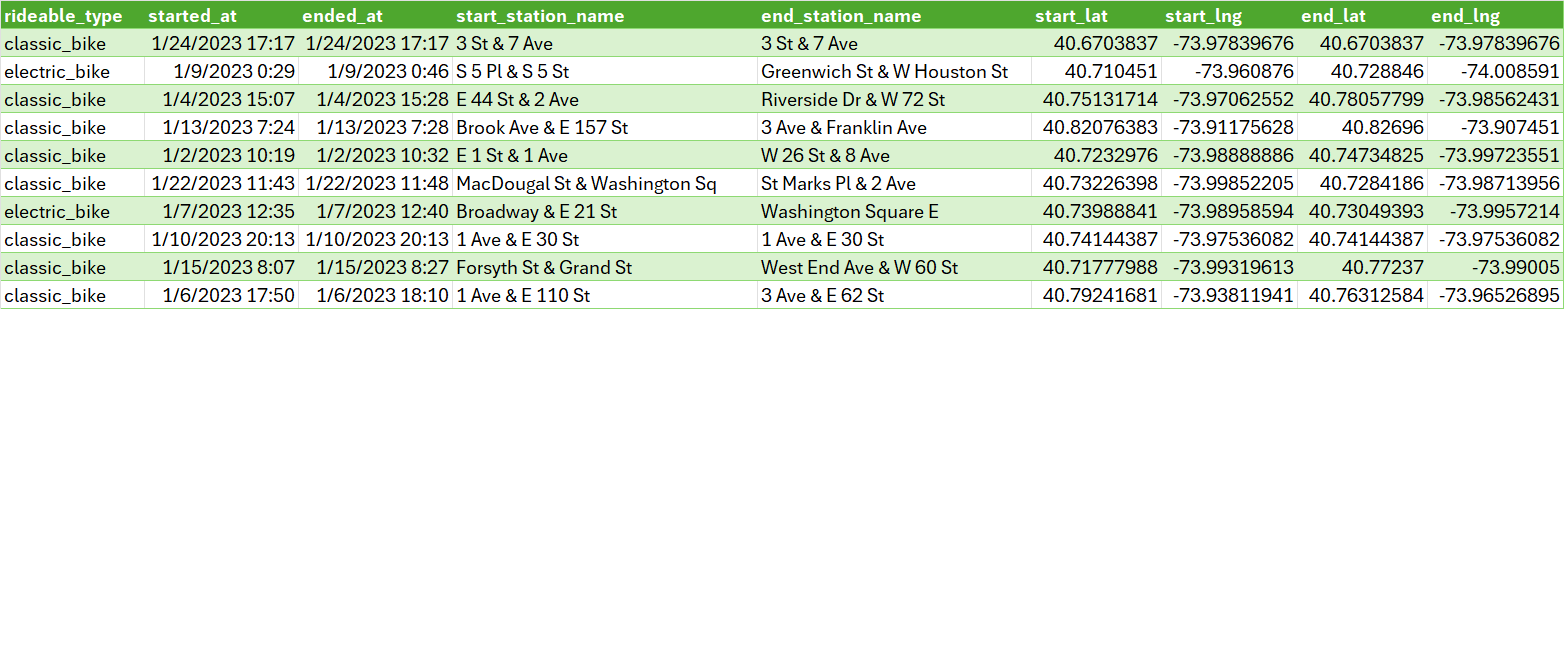 rideable_type started_at ended_at start_station_name end_station_name start_lat start_lng end_lat end_lng
classic_bike 1/24/2023 17:17 1/24/2023 17:17 3 St & 7 Ave 3 St & 7 Ave 40.6703837 -73.97839676 40.6703837 -73.97839676
electric_bike 1/9/2023 0:29 1/9/2023 0:46 S 5 Pl & S 5 St Greenwich St & W Houston St 40.710451 -73.960876 40.728846 -74.008591
classic_bike 1/4/2023 15:07 1/4/2023 15:28 E 44 St & 2 Ave Riverside Dr & W 72 St 40.75131714 -73.97062552 40.78057799 -73.98562431
classic_bike 1/13/2023 7:24 1/13/2023 7:28 Brook Ave & E 157 St 3 Ave & Franklin Ave 40.82076383 -73.91175628 40.82696 -73.907451
classic_bike 1/2/2023 10:19 1/2/2023 10:32 E 1 St & 1 Ave W 26 St & 8 Ave 40.7232976 -73.98888886 40.74734825 -73.99723551
classic_bike 1/22/2023 11:43 1/22/2023 11:48 MacDougal St & Washington Sq St Marks Pl & 2 Ave 40.73226398 -73.99852205 40.7284186 -73.98713956
electric_bike 1/7/2023 12:35 1/7/2023 12:40 Broadway & E 21 St Washington Square E 40.73988841 -73.98958594 40.73049393 -73.9957214
classic_bike 1/10/2023 20:13 1/10/2023 20:13 1 Ave & E 30 St 1 Ave & E 30 St 40.74144387 -73.97536082 40.74144387 -73.97536082
classic_bike 1/15/2023 8:07 1/15/2023 8:27 Forsyth St & Grand St West End Ave & W 60 St 40.71777988 -73.99319613 40.77237 -73.99005
classic_bike 1/6/2023 17:50 1/6/2023 18:10 1 Ave & E 110 St 3 Ave & E 62 St 40.79241681 -73.93811941 40.76312584 -73.96526895